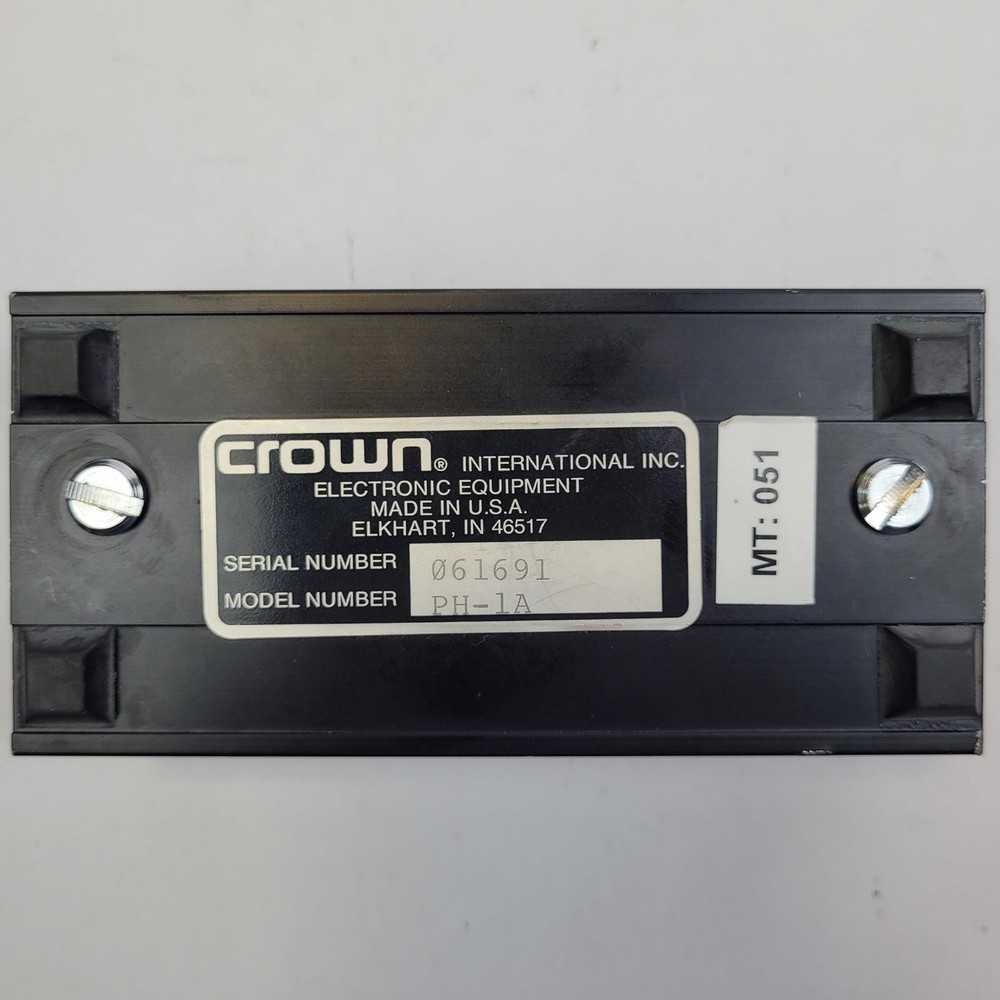 crown® INTERNATIONAL INC.
ELECTRONIC EQUIPMENT
MADE IN U.S.A.
ELKHART, IN 46517
SERIAL NUMBER Ø61691
MODEL NUMBER PH-1A
MT: 051